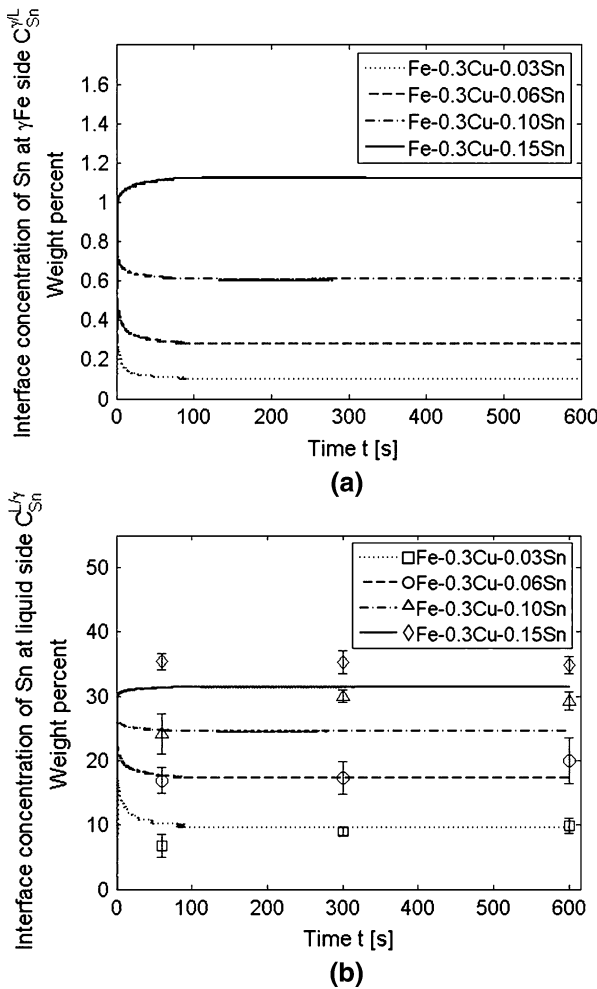 Interface concentration of Sn at γFe side C_Sn^γ/L
Weight percent
1.6
1.4
1.2
1
0.8
0.6
0.4
0.2
0
Fe-0.3Cu-0.03Sn
Fe-0.3Cu-0.06Sn
Fe-0.3Cu-0.10Sn
Fe-0.3Cu-0.15Sn
0 100 200 300 400 500 600
Time t [s]
(a)
Interface concentration of Sn at liquid side C_Sn^L/γ
Weight percent
50
40
30
20
10
0
Fe-0.3Cu-0.03Sn
Fe-0.3Cu-0.06Sn
Fe-0.3Cu-0.10Sn
Fe-0.3Cu-0.15Sn
0 100 200 300 400 500 600
Time t [s]
(b)